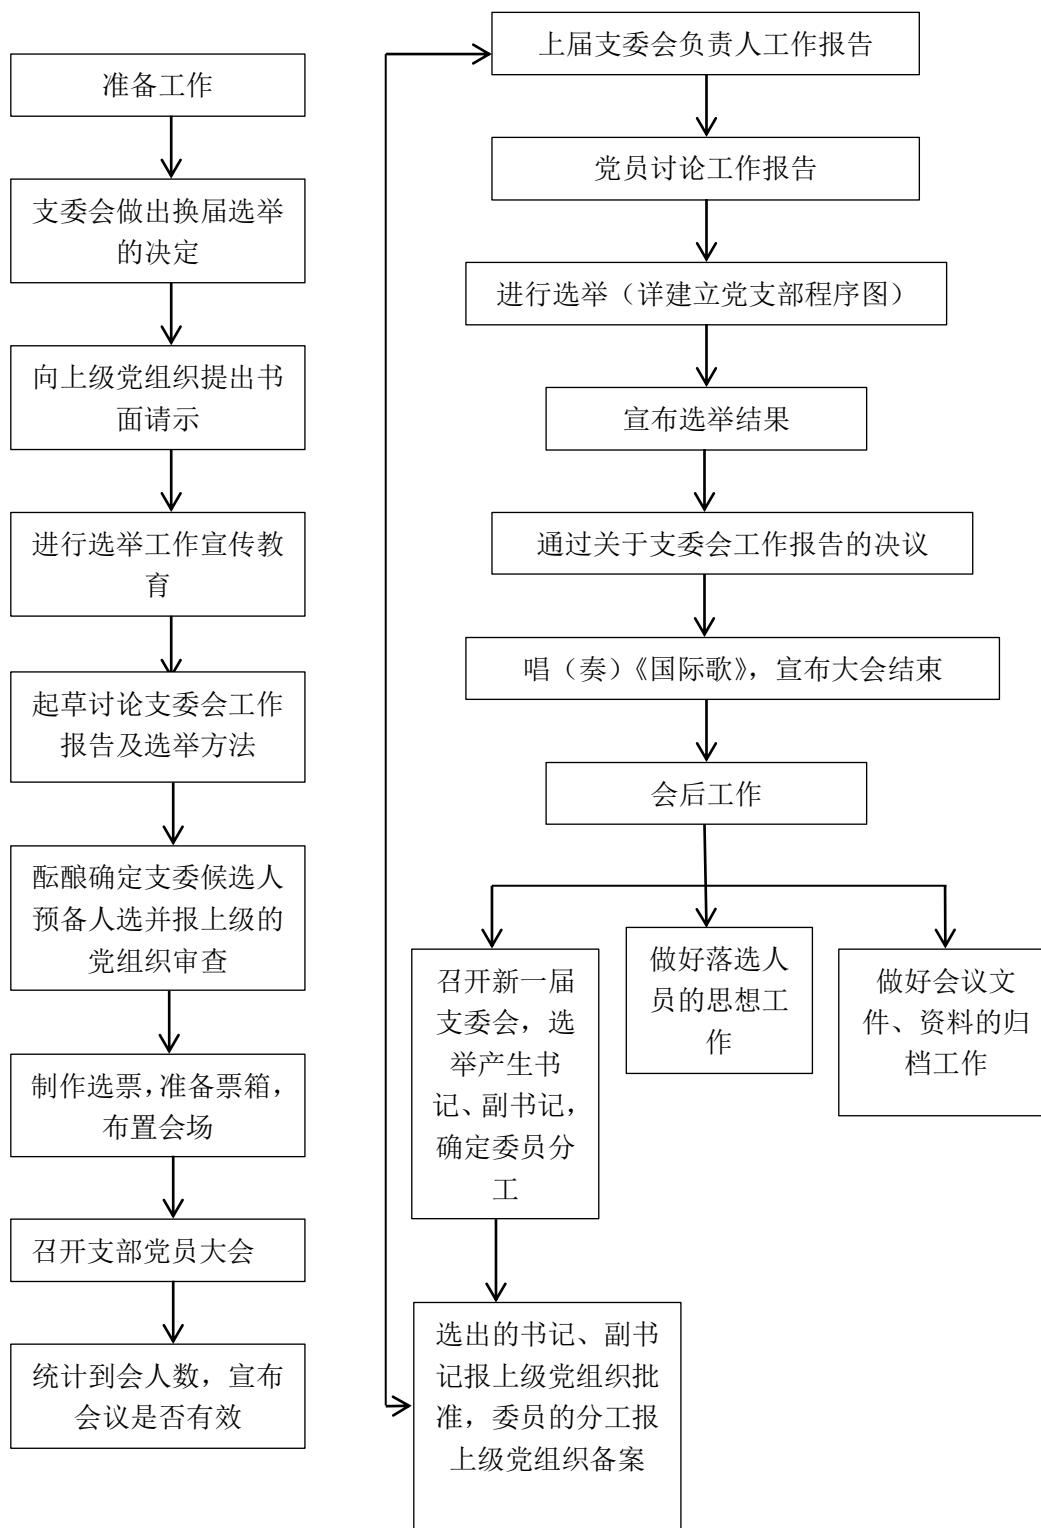 准备工作
支委会做出换届选举
的决定
向上级党组织提出书
面请示
进行选举工作宣传教
育
起草讨论支委会工作
报告及选举方法
酝酿确定支委候选人
预备人选并报上级的
党组织审查
制作选票，准备票箱，
布置会场
召开支部党员大会
统计到会人数，宣布
会议是否有效
上届支委会负责人工作报告
党员讨论工作报告
进行选举（详建立党支部程序图）
宣布选举结果
通过关于支委会工作报告的决议
唱（奏）《国际歌》，宣布大会结束
会后工作
召开新一届
支委会，选
举产生书
记、副书记，
确定委员分
工
做好落选人
员的思想工
作
做好会议文
件、资料的归
档工作
选出的书记、副书
记报上级党组织批
准，委员的分工报
上级党组织备案